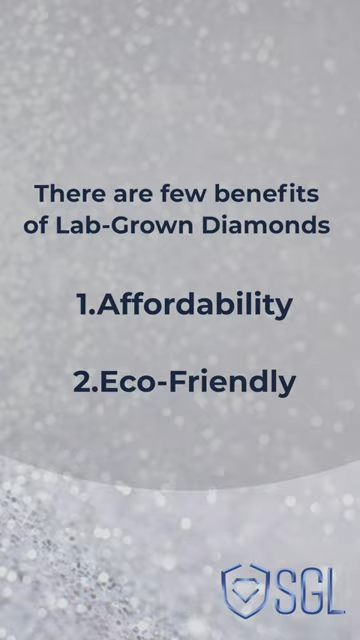 There are few benefits
of Lab-Grown Diamonds
1.Affordability
2.Eco-Friendly
SGL